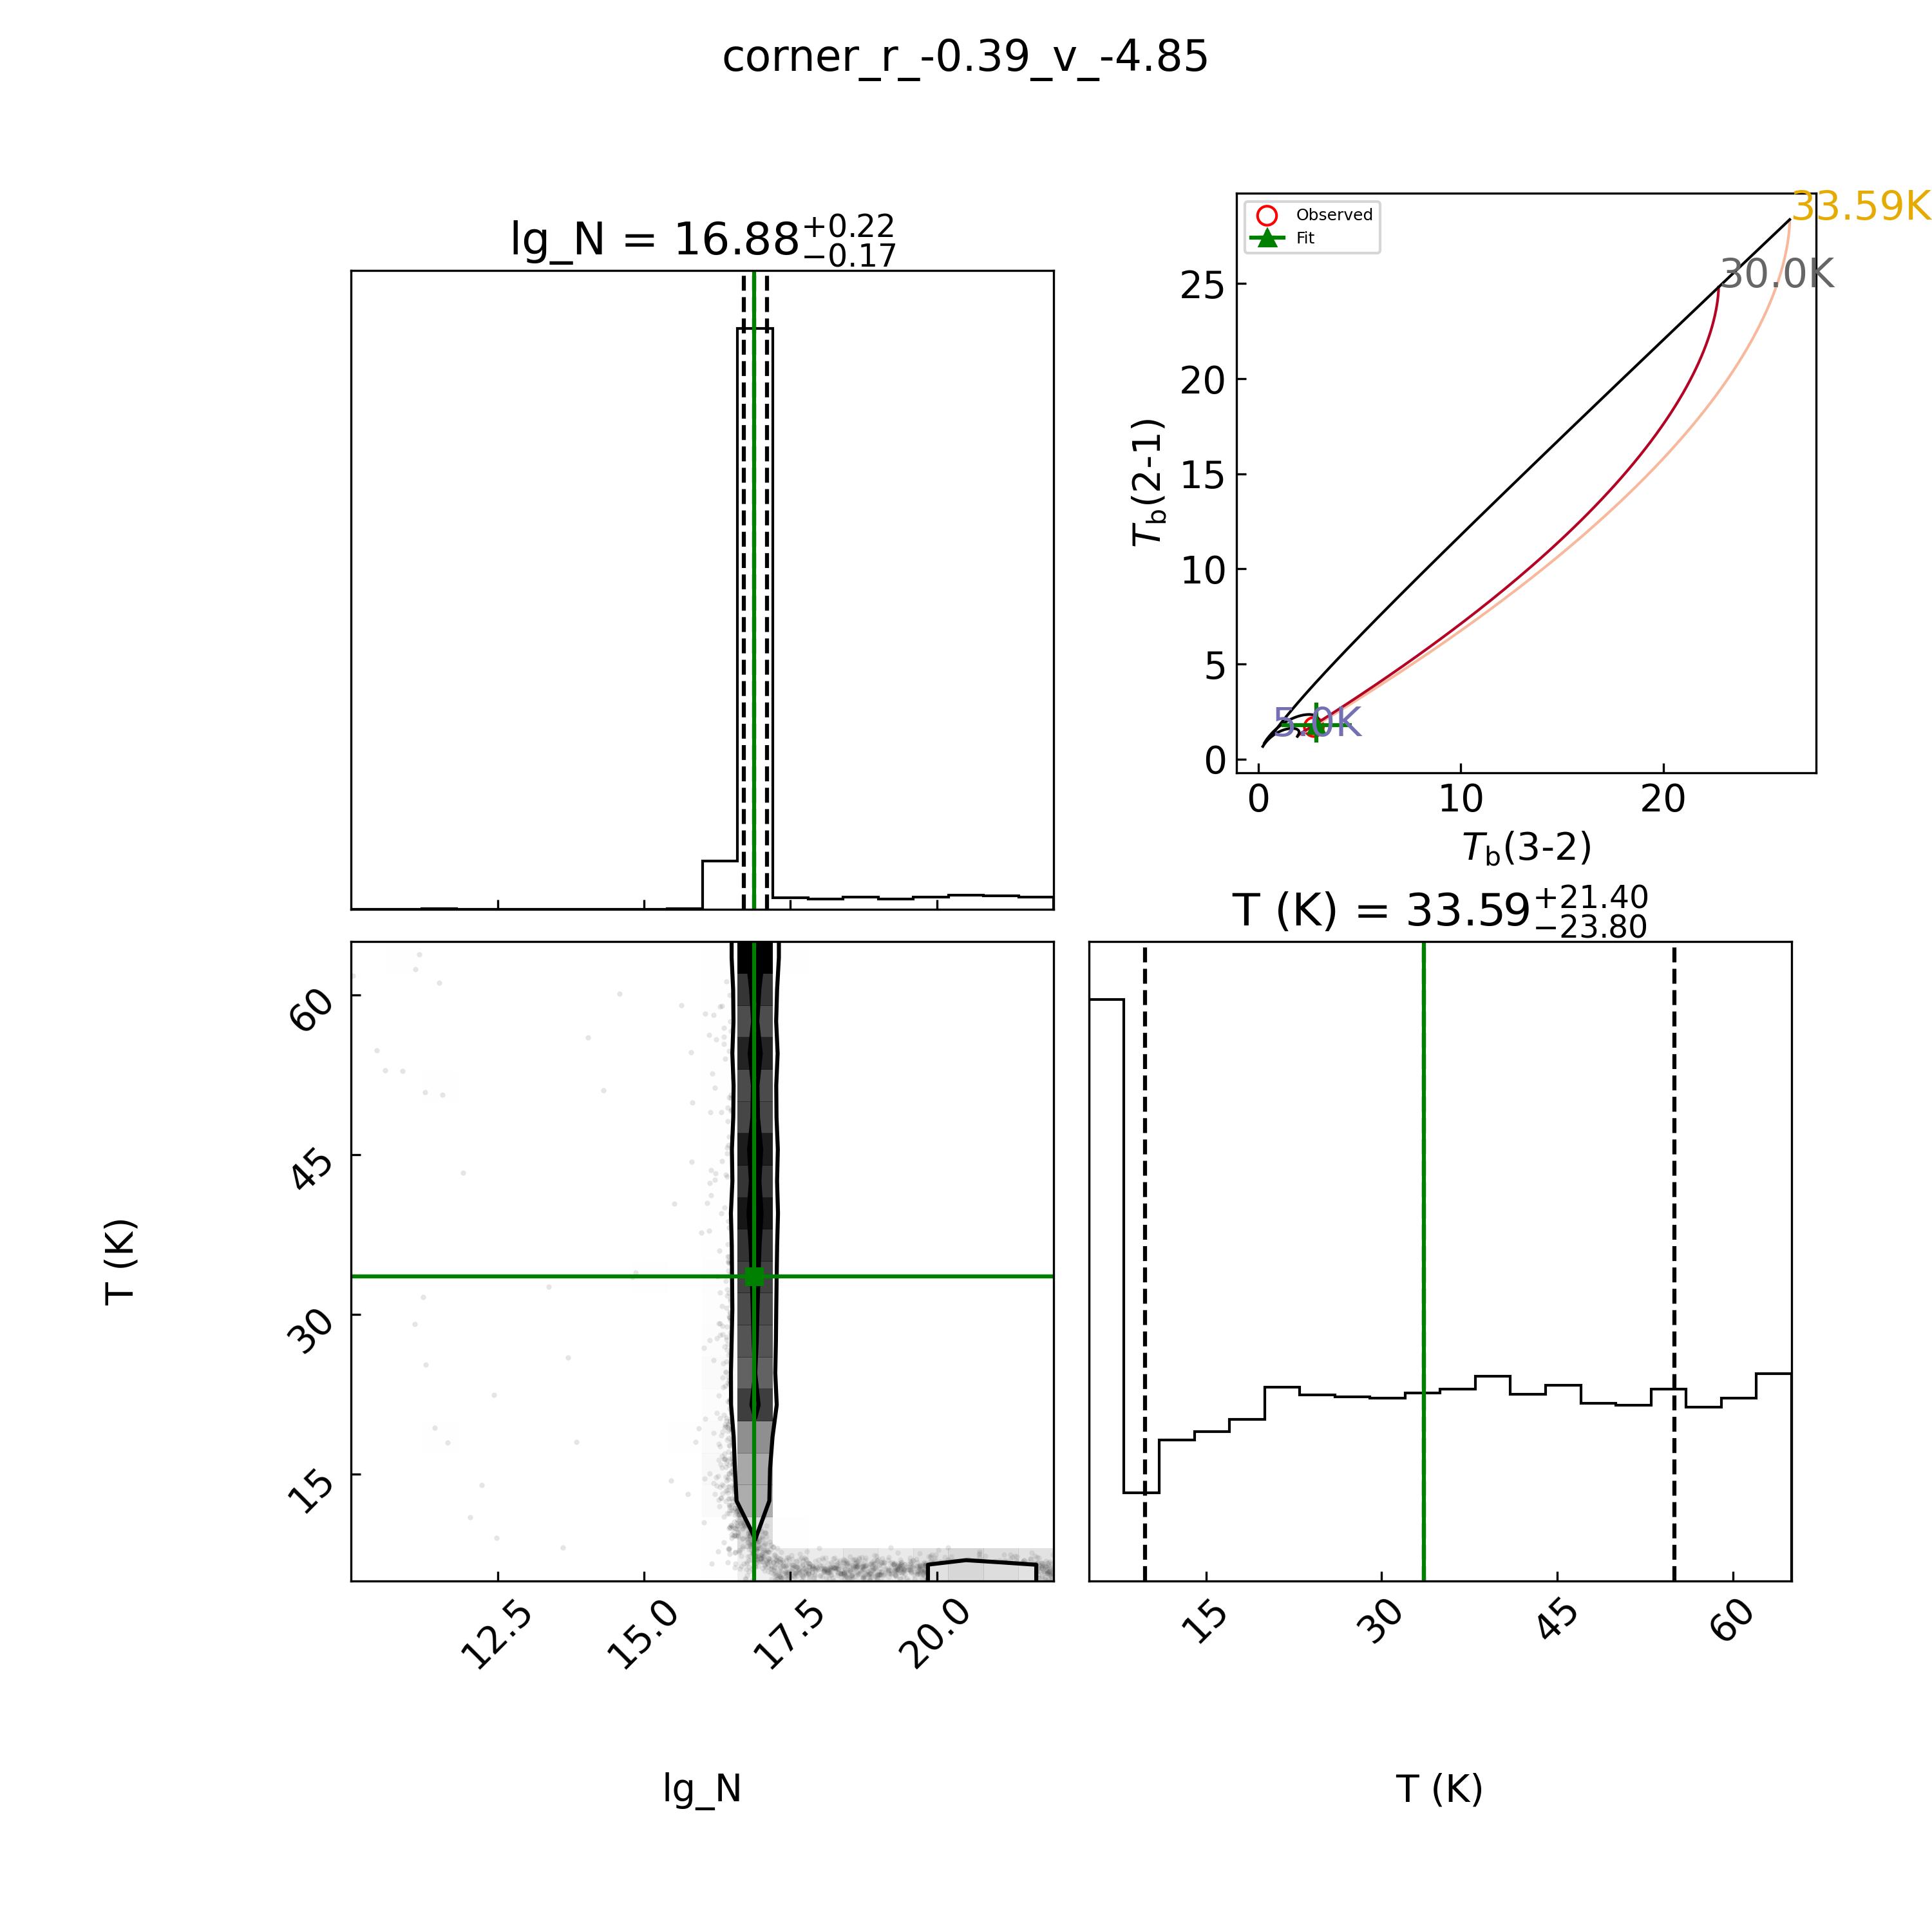 corner_r_-0.39_v_-4.85
lg_N = 16.88 +0.22 −0.17
33.59K
30.0K
5.0K
Observed
Fit
25
20
15
10
5
0
T_b(2-1)
0 10 20
T_b(3-2)
T (K) = 33.59 +21.40 −23.80
60
45
30
15
T (K)
12.5 15.0 17.5 20.0
lg_N
15 30 45 60
T (K)